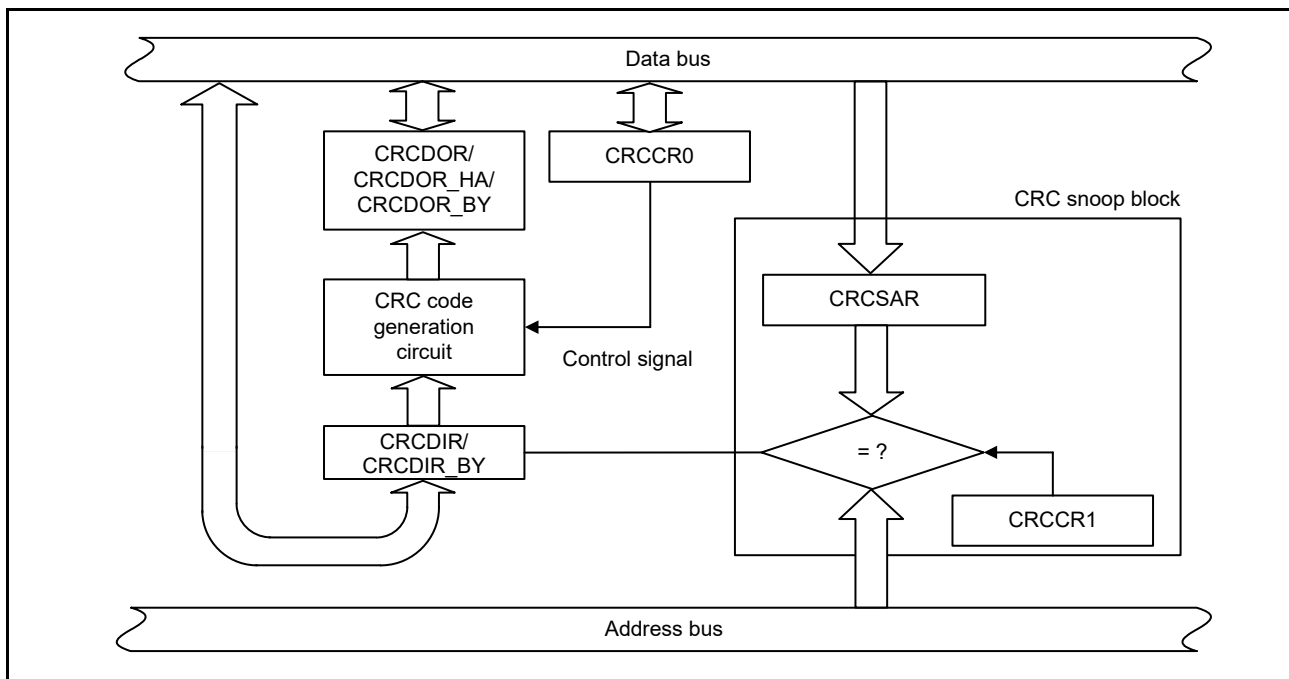 Data bus
CRCDOR/
CRCDOR_HA/
CRCDOR_BY
CRCCR0
CRC snoop block
CRCSAR
CRC code
generation
circuit
Control signal
CRCDIR/
CRCDIR_BY
= ?
CRCCR1
Address bus